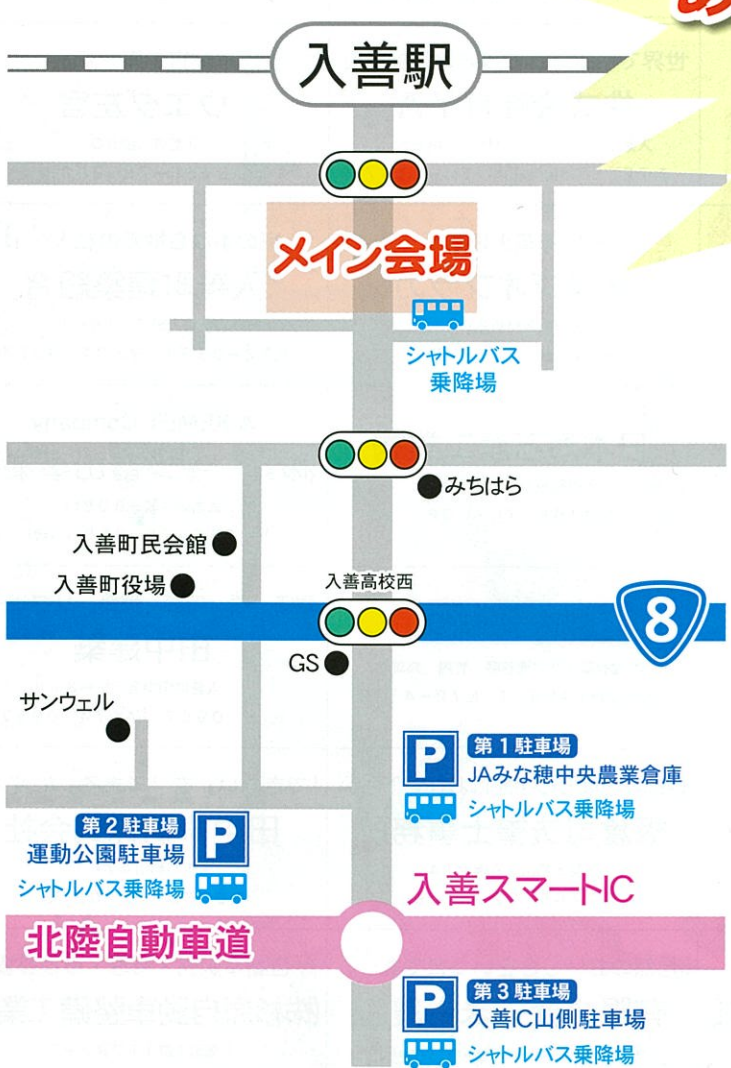 あ
入善駅
メイン会場
シャトルバス
乗降場
みちはら
入善町民会館
入善町役場
入善高校西
8
GS
サンウェル
P
第1駐車場
JAみな穂中央農業倉庫
シャトルバス乗降場
第2駐車場
運動公園駐車場
P
シャトルバス乗降場
入善スマートIC
北陸自動車道
P
第3駐車場
入善IC山側駐車場
シャトルバス乗降場